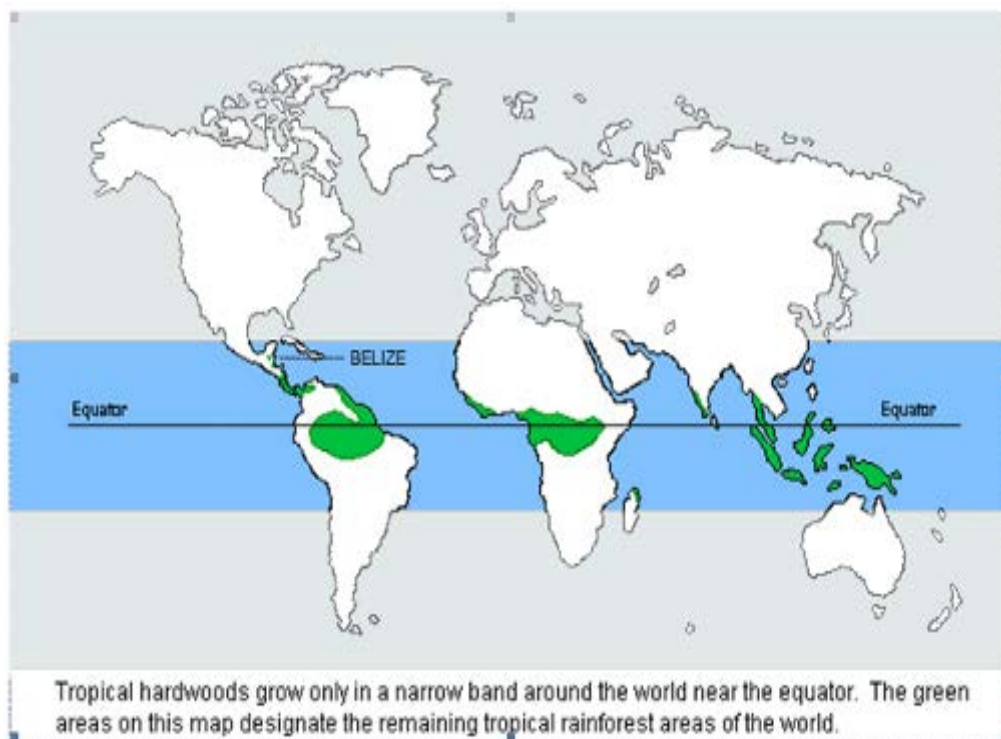 BELIZE
Equator
Equator
Tropical hardwoods grow only in a narrow band around the world near the equator. The green
areas on this map designate the remaining tropical rainforest areas of the world.